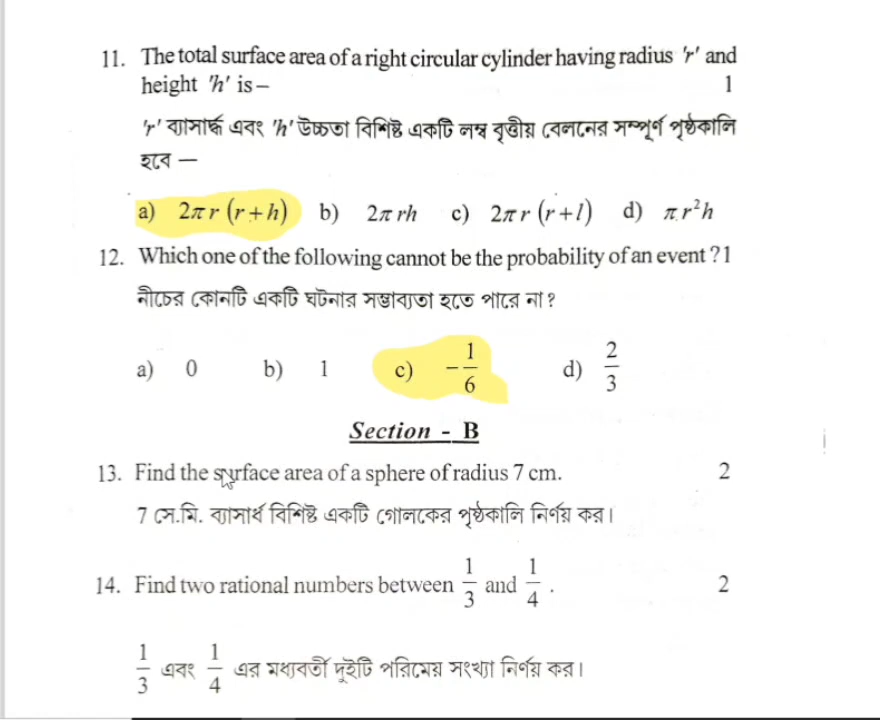 11. The total surface area of a right circular cylinder having radius 'r' and
height 'h' is – 1
'r' ব্যাসার্দ্ধ এবং 'h' উচ্চতা বিশিষ্ট একটি লম্ব বৃত্তীয় বেলনের সম্পূর্ণ পৃষ্ঠকালি
হবে —
a) 2πr (r+h) b) 2πrh c) 2πr (r+l) d) πr²h
12. Which one of the following cannot be the probability of an event ? 1
নীচের কোনটি একটি ঘটনার সম্ভাব্যতা হতে পারে না ?
a) 0 b) 1 c) -1/6 d) 2/3
Section - B
13. Find the surface area of a sphere of radius 7 cm. 2
7 সে.মি. ব্যাসার্ধ বিশিষ্ট একটি গোলকের পৃষ্ঠকালি নির্ণয় কর।
14. Find two rational numbers between 1/3 and 1/4 . 2
1/3 এবং 1/4 এর মধ্যবর্তী দুইটি পরিমেয় সংখ্যা নির্ণয় কর।